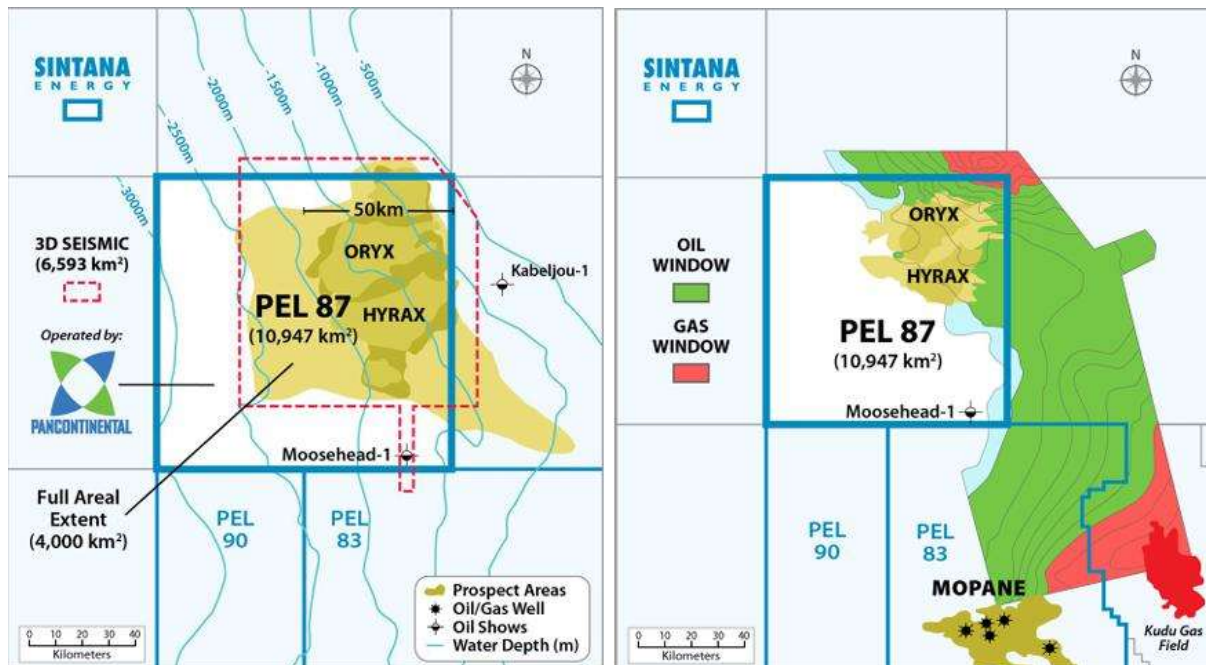 SINTANA
ENERGY
N
-500m
-1000m
-1500m
-2000m
-2500m
-3000m
50km
3D SEISMIC
(6,593 km²)
ORYX
Kabeljou-1
HYRAX
PEL 87
(10,947 km²)
Operated by:
PANCONTINENTAL
Moosehead-1
Full Areal
Extent
(4,000 km²)
PEL
90
PEL
83
Prospect Areas
Oil/Gas Well
Oil Shows
Water Depth (m)
0 10 20 30 40
Kilometers
SINTANA
ENERGY
N
ORYX
OIL
WINDOW
HYRAX
GAS
WINDOW
PEL 87
(10,947 km²)
Moosehead-1
PEL
90
PEL
83
MOPANE
Kudu Gas
Field
0 10 20 30 40
Kilometers